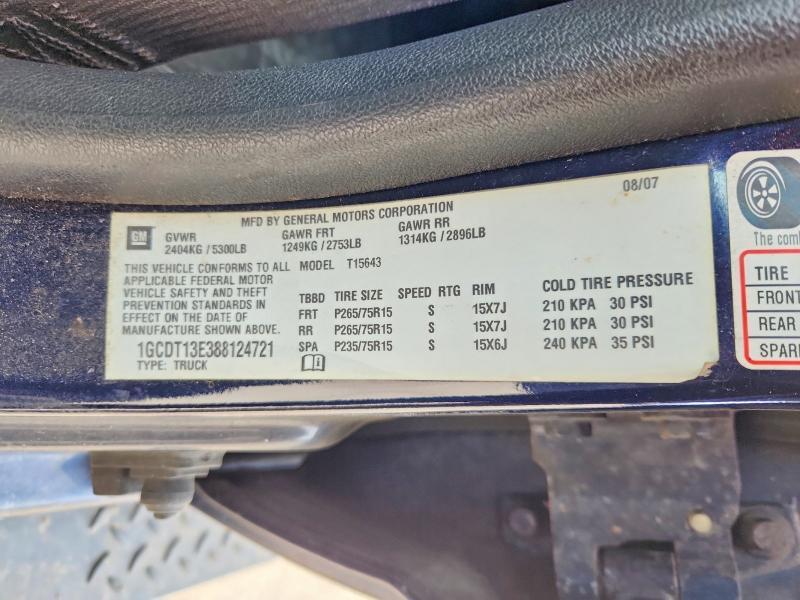 MFD BY GENERAL MOTORS CORPORATION 08/07
GM GVWR GAWR FRT GAWR RR
2404KG / 5300LB 1249KG / 2753LB 1314KG / 2896LB
THIS VEHICLE CONFORMS TO ALL MODEL T15643
APPLICABLE FEDERAL MOTOR
VEHICLE SAFETY AND THEFT
PREVENTION STANDARDS IN
EFFECT ON THE DATE OF
MANUFACTURE SHOWN ABOVE.
1GCDT13E388124721
TYPE: TRUCK
TBBD TIRE SIZE SPEED RTG RIM COLD TIRE PRESSURE
FRT P265/75R15 S 15X7J 210 KPA 30 PSI
RR P265/75R15 S 15X7J 210 KPA 30 PSI
SPA P235/75R15 S 15X6J 240 KPA 35 PSI
The comb
TIRE
FRONT
REAR
SPARE